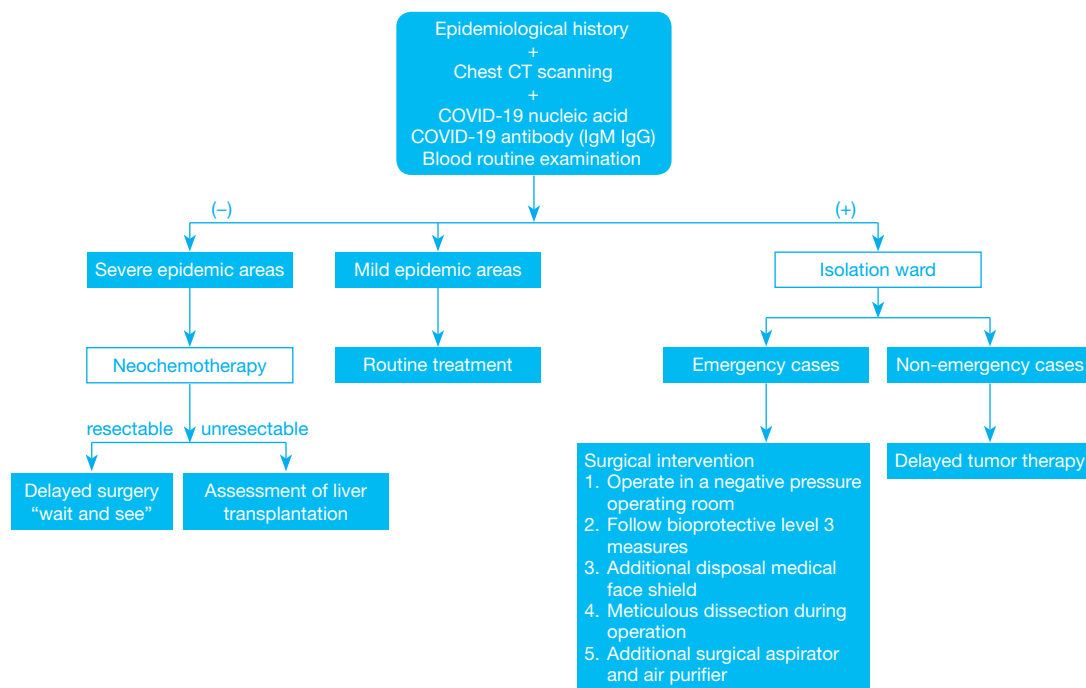 Epidemiological history
+
Chest CT scanning
+
COVID-19 nucleic acid
COVID-19 antibody (IgM IgG)
Blood routine examination
(–)
(+)
Severe epidemic areas
Mild epidemic areas
Isolation ward
Neochemotherapy
Routine treatment
Emergency cases
Non-emergency cases
resectable
unresectable
Delayed surgery
“wait and see”
Assessment of liver
transplantation
Surgical intervention
1. Operate in a negative pressure
operating room
2. Follow bioprotective level 3
measures
3. Additional disposal medical
face shield
4. Meticulous dissection during
operation
5. Additional surgical aspirator
and air purifier
Delayed tumor therapy